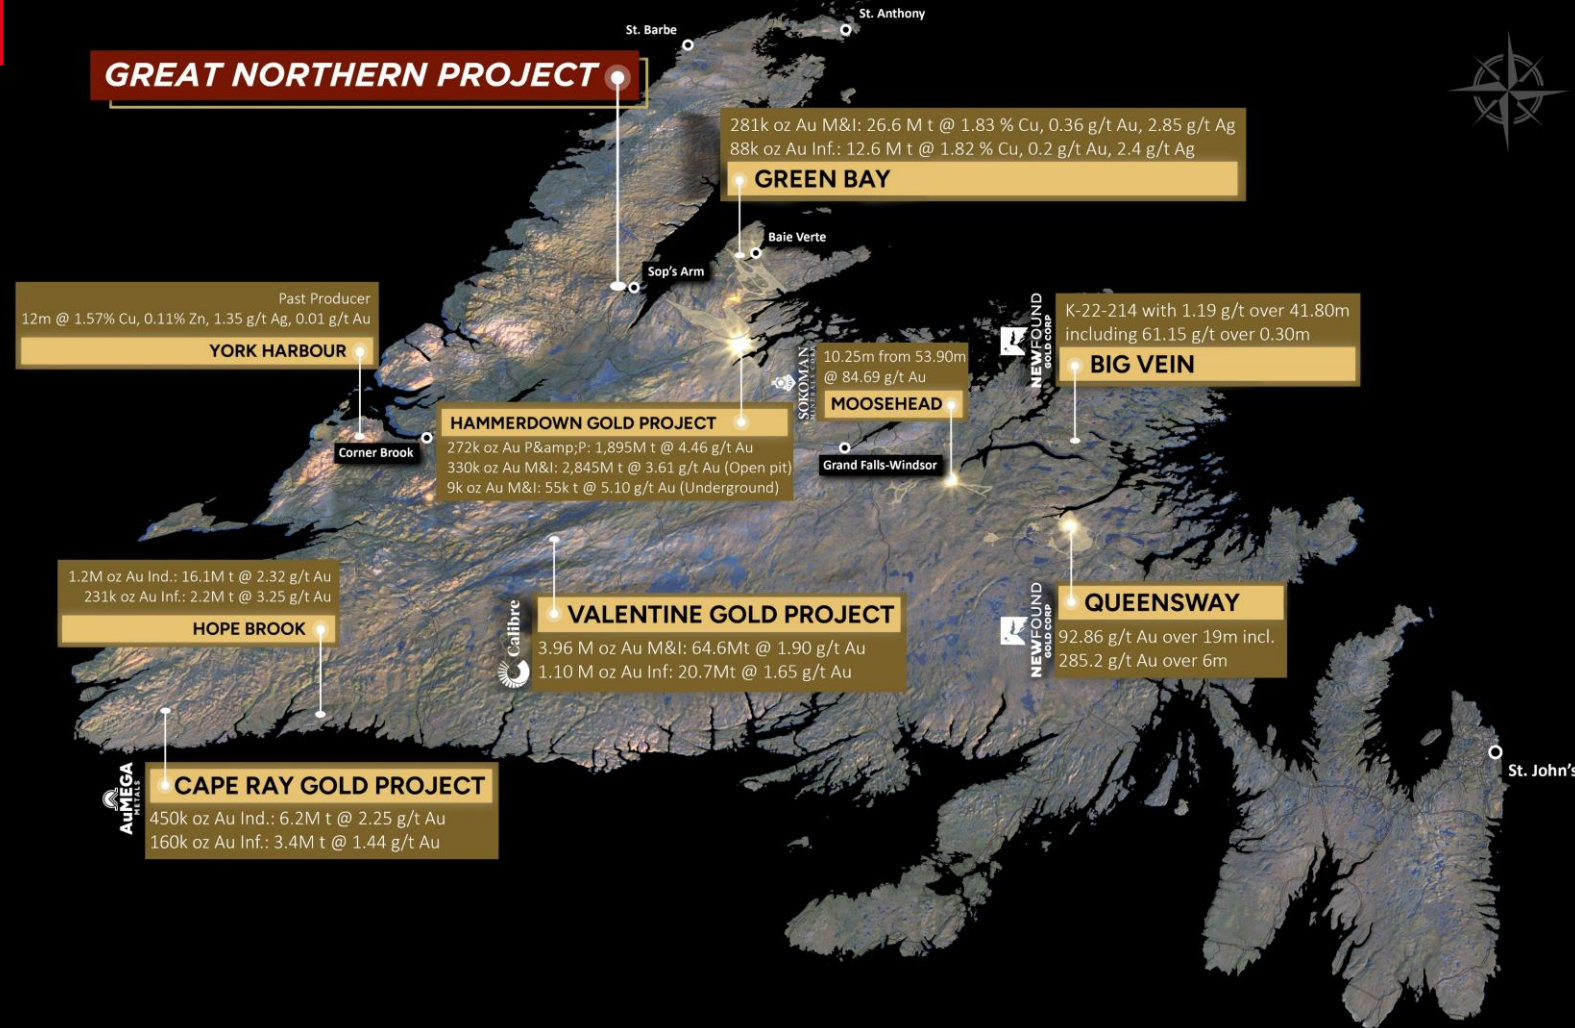 St. Anthony
St. Barbe
GREAT NORTHERN PROJECT
281k oz Au M&I: 26.6 M t @ 1.83 % Cu, 0.36 g/t Au, 2.85 g/t Ag
88k oz Au Inf.: 12.6 M t @ 1.82 % Cu, 0.2 g/t Au, 2.4 g/t Ag
GREEN BAY
Baie Verte
Sop's Arm
Past Producer
12m @ 1.57% Cu, 0.11% Zn, 1.35 g/t Ag, 0.01 g/t Au
YORK HARBOUR
NEWFOUND
GOLD CORP
K-22-214 with 1.19 g/t over 41.80m
including 61.15 g/t over 0.30m
BIG VEIN
SOKOMAN
MINERALS CORP
10.25m from 53.90m
@ 84.69 g/t Au
MOOSEHEAD
HAMMERDOWN GOLD PROJECT
272k oz Au P&amp;P: 1,895M t @ 4.46 g/t Au
330k oz Au M&I: 2,845M t @ 3.61 g/t Au (Open pit)
9k oz Au M&I: 55k t @ 5.10 g/t Au (Underground)
Corner Brook
Grand Falls-Windsor
1.2M oz Au Ind.: 16.1M t @ 2.32 g/t Au
231k oz Au Inf.: 2.2M t @ 3.25 g/t Au
HOPE BROOK
Calibre
VALENTINE GOLD PROJECT
3.96 M oz Au M&I: 64.6Mt @ 1.90 g/t Au
1.10 M oz Au Inf: 20.7Mt @ 1.65 g/t Au
NEWFOUND
GOLD CORP
QUEENSWAY
92.86 g/t Au over 19m incl.
285.2 g/t Au over 6m
St. John's
AuMEGA
METALS
CAPE RAY GOLD PROJECT
450k oz Au Ind.: 6.2M t @ 2.25 g/t Au
160k oz Au Inf.: 3.4M t @ 1.44 g/t Au